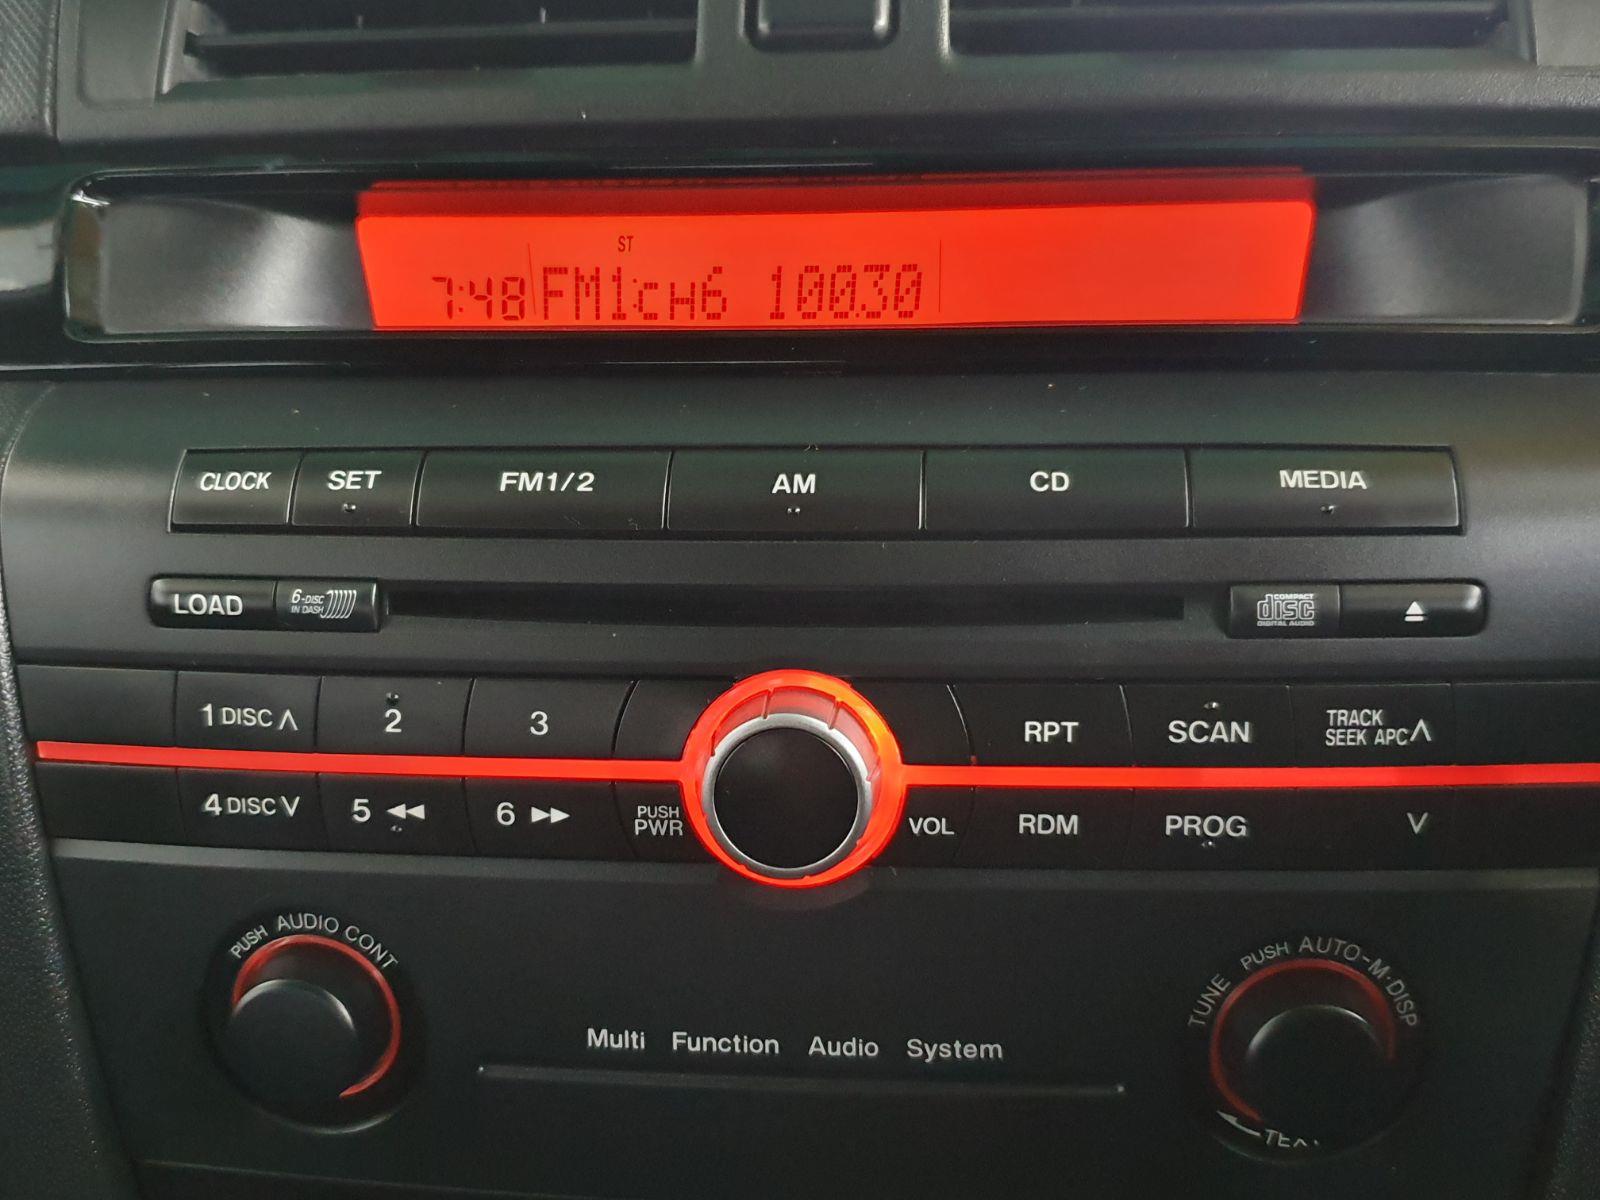 ST
7:48 FM1:CH6 100.30
CLOCK SET FM1/2 AM CD MEDIA
LOAD 6-DISC IN DASH COMPACT disc DIGITAL AUDIO
1 DISC ∧ 2 3 RPT SCAN TRACK SEEK APC ∧
4 DISC ∨ 5 ◀◀ 6 ▶▶ PUSH PWR VOL RDM PROG ∨
PUSH AUDIO CONT
TUNE PUSH AUTO-M·DISP
Multi Function Audio System